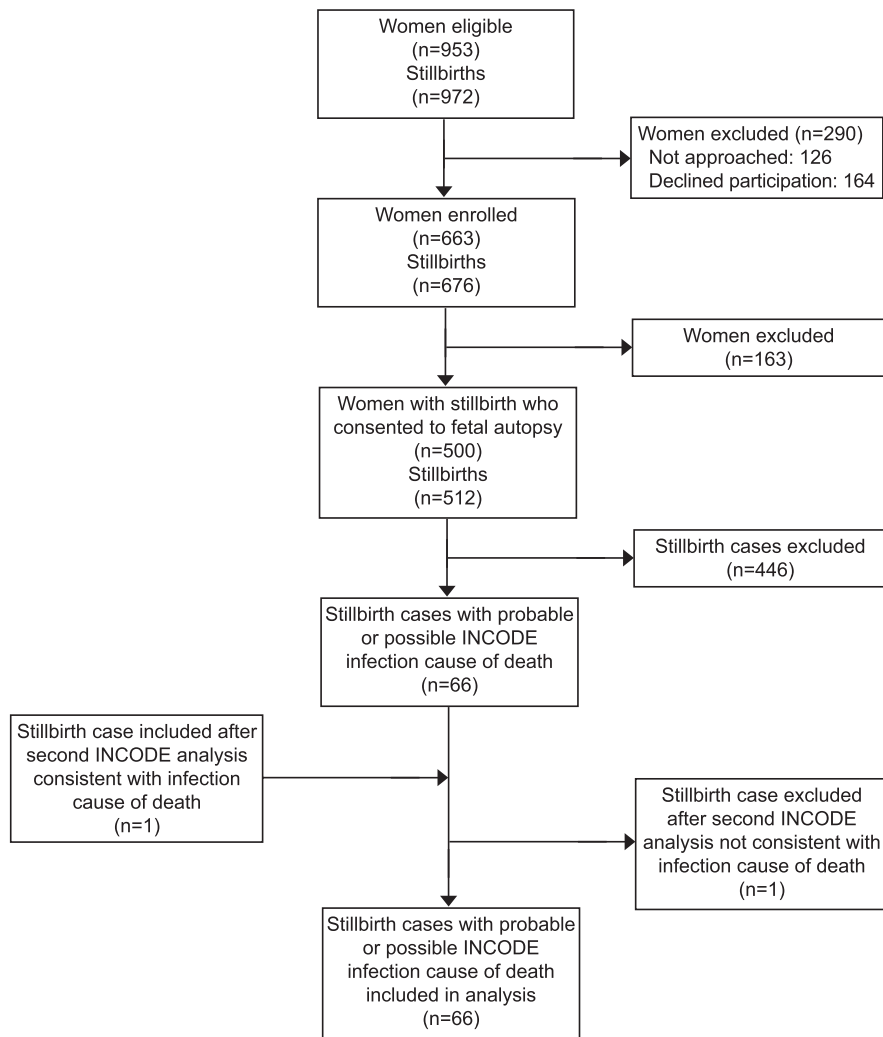 Women eligible
(n=953)
Stillbirths
(n=972)
Women excluded (n=290)
Not approached: 126
Declined participation: 164
Women enrolled
(n=663)
Stillbirths
(n=676)
Women excluded
(n=163)
Women with stillbirth who
consented to fetal autopsy
(n=500)
Stillbirths
(n=512)
Stillbirth cases excluded
(n=446)
Stillbirth cases with probable
or possible INCODE
infection cause of death
(n=66)
Stillbirth case included after
second INCODE analysis
consistent with infection
cause of death
(n=1)
Stillbirth case excluded
after second INCODE
analysis not consistent with
infection cause of death
(n=1)
Stillbirth cases with probable
or possible INCODE
infection cause of death
included in analysis
(n=66)